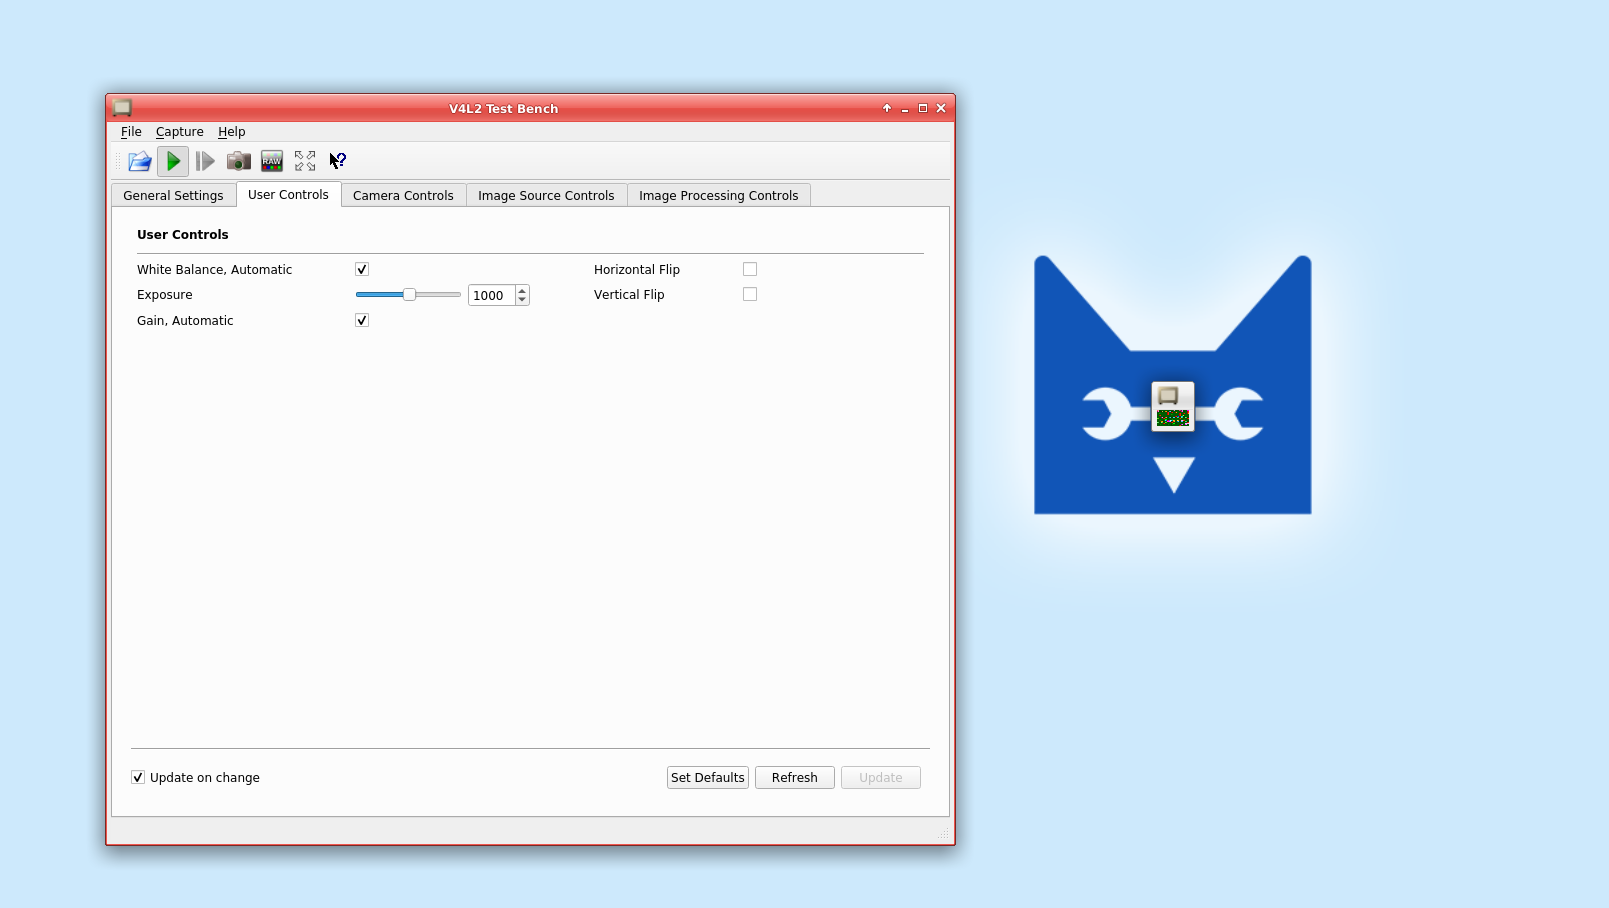 V4L2 Test Bench
File Capture Help
RAW
General Settings User Controls Camera Controls Image Source Controls Image Processing Controls
User Controls
White Balance, Automatic Horizontal Flip
Exposure 1000 Vertical Flip
Gain, Automatic
Update on change Set Defaults Refresh Update